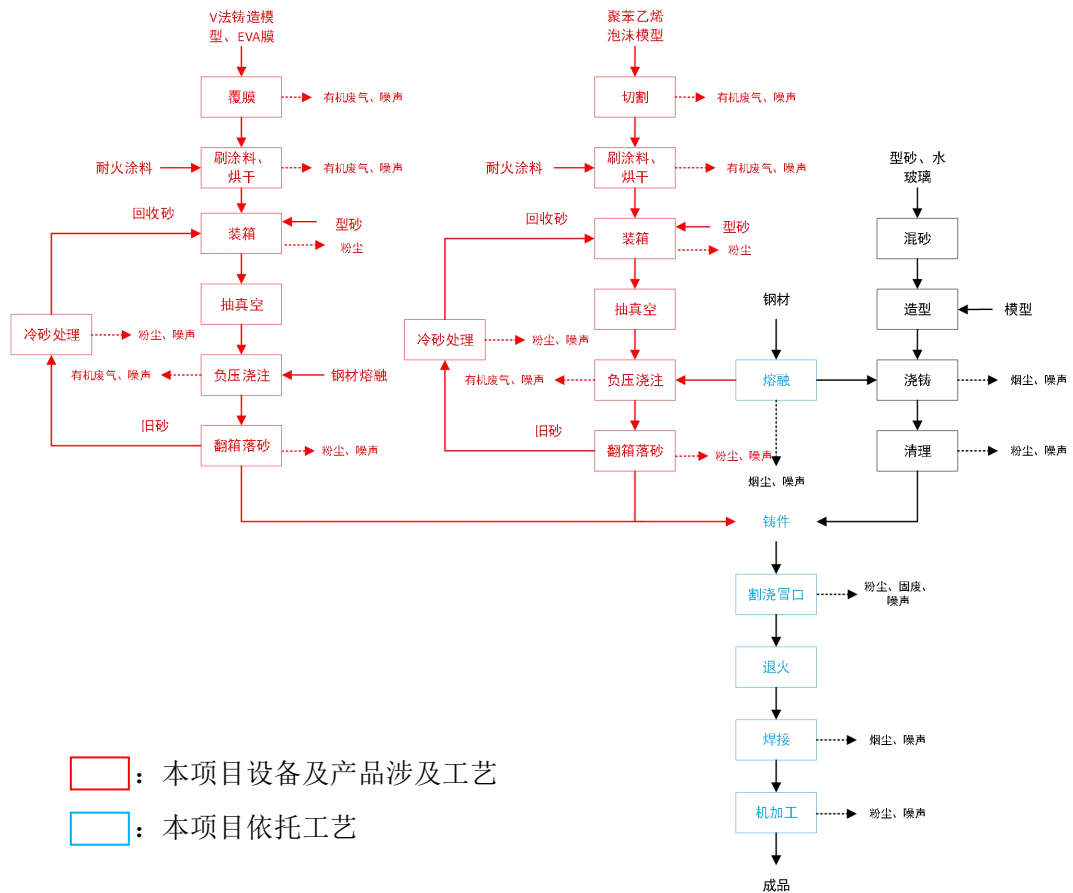 V法铸造模
型、EVA膜
覆膜
有机废气、噪声
耐火涂料
刷涂料、
烘干
有机废气、噪声
回收砂
型砂
装箱
粉尘
抽真空
冷砂处理
粉尘、噪声
有机废气、噪声
负压浇注
钢材熔融
旧砂
翻箱落砂
粉尘、噪声
聚苯乙烯
泡沫模型
切割
有机废气、噪声
耐火涂料
刷涂料、
烘干
有机废气、噪声
回收砂
型砂
装箱
粉尘
抽真空
冷砂处理
粉尘、噪声
有机废气、噪声
负压浇注
旧砂
翻箱落砂
粉尘、噪声
钢材
熔融
烟尘、噪声
型砂、水
玻璃
混砂
造型
模型
浇铸
烟尘、噪声
清理
粉尘、噪声
铸件
割浇冒口
粉尘、固废、
噪声
退火
焊接
烟尘、噪声
机加工
粉尘、噪声
成品
：本项目设备及产品涉及工艺
：本项目依托工艺